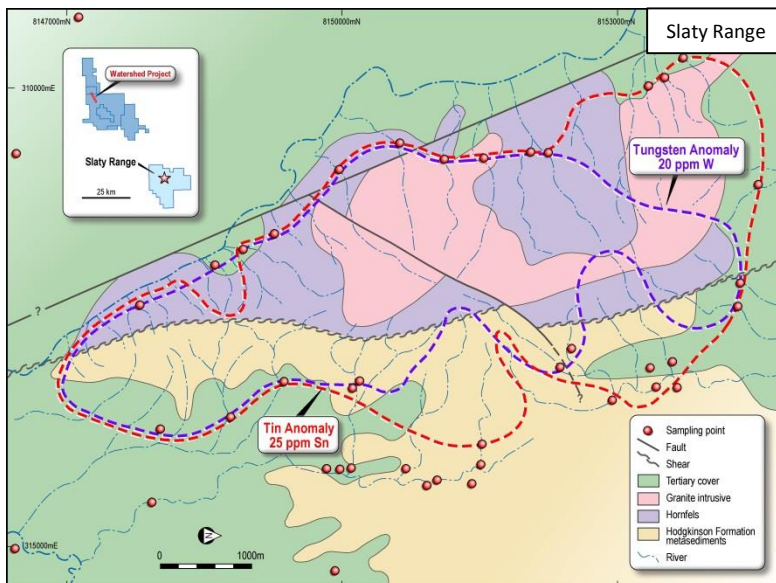 8147000mN
8150000mN
8153000mN
Slaty Range
310000mE
Watershed Project
Slaty Range
25 km
Tungsten Anomaly
20 ppm W
?
?
Tin Anomaly
25 ppm Sn
315000mE
N
0
1000m
Sampling point
Fault
Shear
Tertiary cover
Granite intrusive
Hornfels
Hodgkinson Formation
metasediments
River